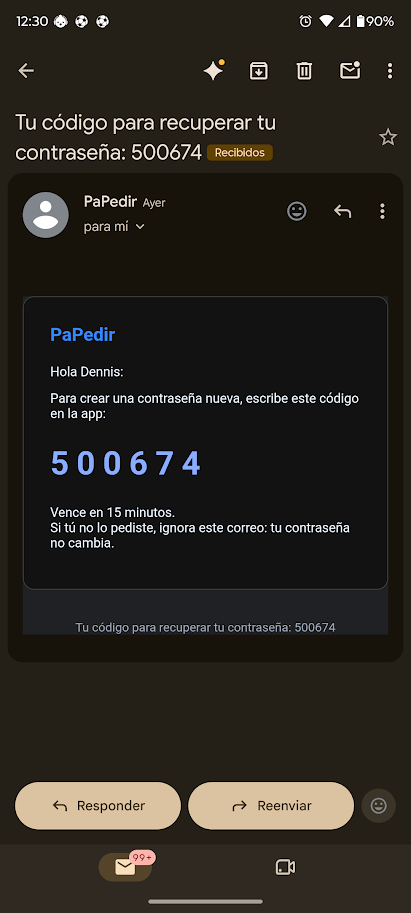 12:30
90%
Tu código para recuperar tu
contraseña: 500674 Recibidos
PaPedir Ayer
para mí
PaPedir
Hola Dennis:
Para crear una contraseña nueva, escribe este código
en la app:
500674
Vence en 15 minutos.
Si tú no lo pediste, ignora este correo: tu contraseña
no cambia.
Tu código para recuperar tu contraseña: 500674
Responder
Reenviar
99+